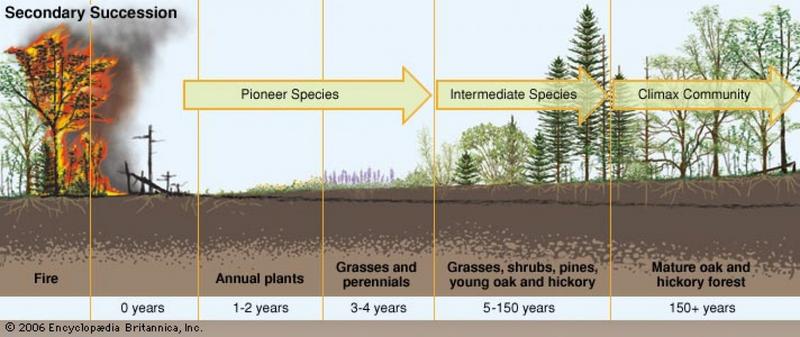 Secondary Succession
Pioneer Species
Intermediate Species
Climax Community
Fire
Annual plants
Grasses and
perennials
Grasses, shrubs, pines,
young oak and hickory
Mature oak and
hickory forest
0 years
1-2 years
3-4 years
5-150 years
150+ years
© 2006 Encyclopædia Britannica, Inc.